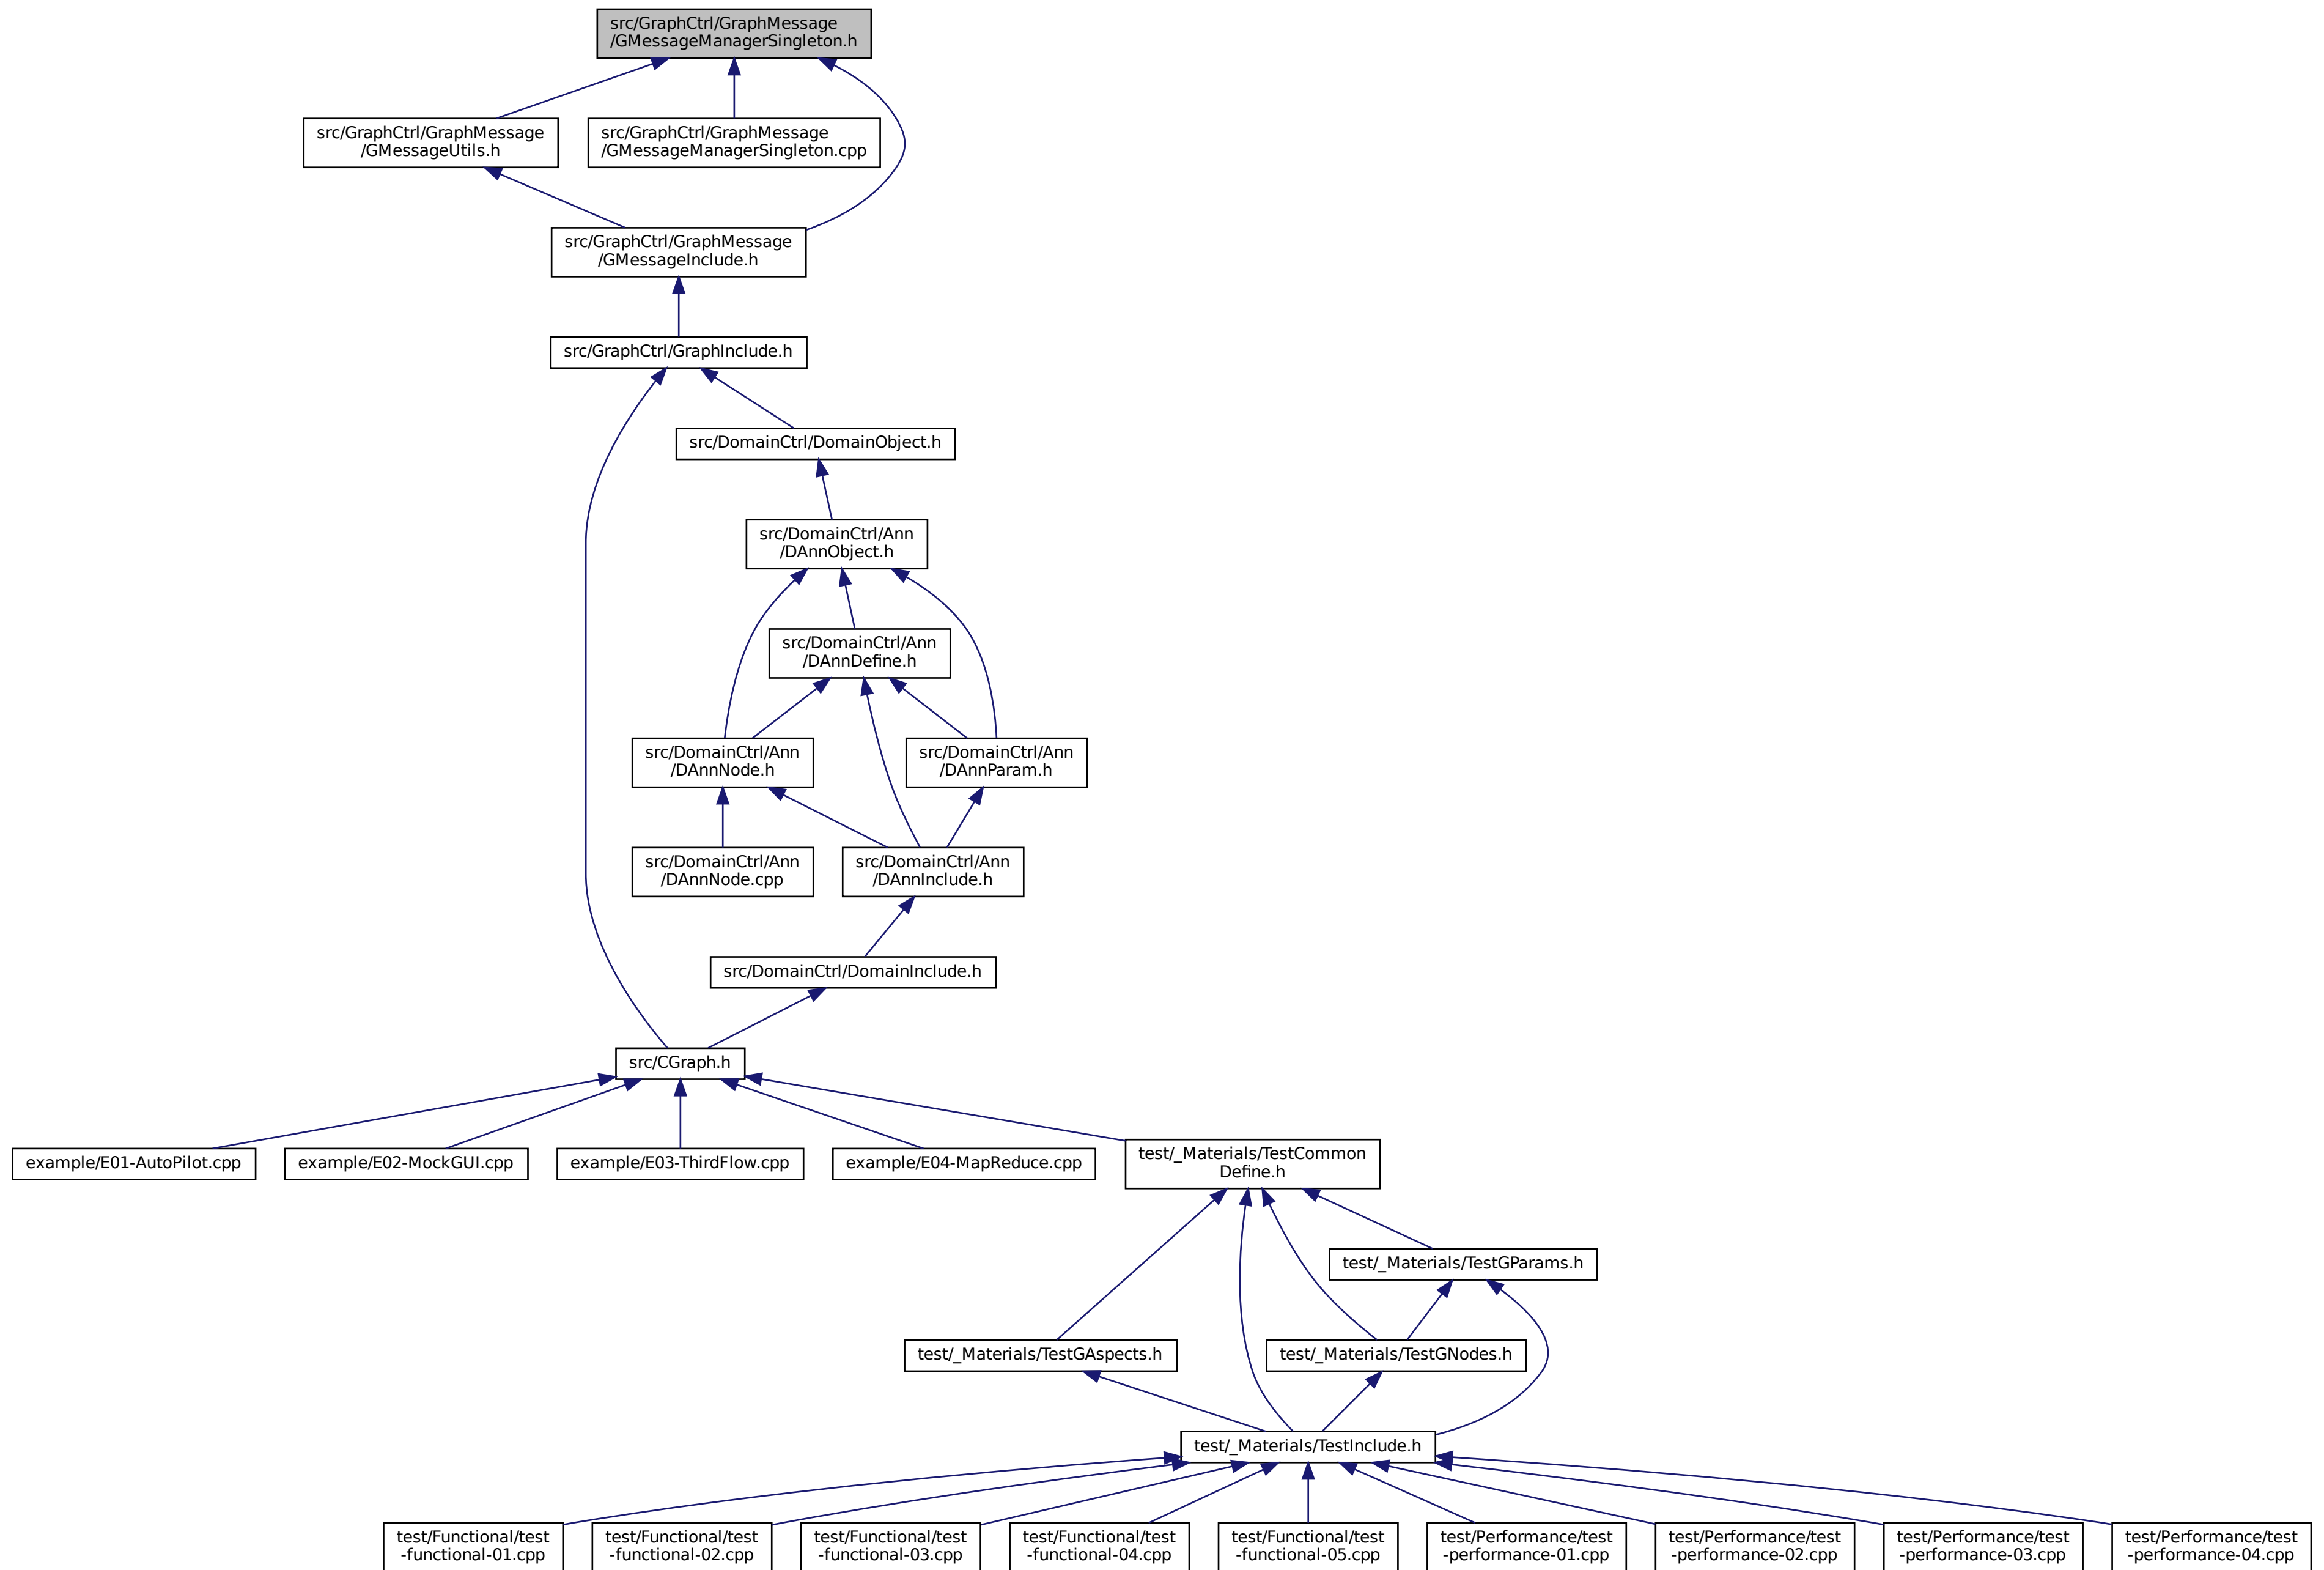 src/GraphCtrl/GraphMessage
/GMessageManagerSingleton.h
src/GraphCtrl/GraphMessage
/GMessageUtils.h
src/GraphCtrl/GraphMessage
/GMessageManagerSingleton.cpp
src/GraphCtrl/GraphMessage
/GMessageInclude.h
src/GraphCtrl/GraphInclude.h
src/DomainCtrl/DomainObject.h
src/DomainCtrl/Ann
/DAnnObject.h
src/DomainCtrl/Ann
/DAnnDefine.h
src/DomainCtrl/Ann
/DAnnNode.h
src/DomainCtrl/Ann
/DAnnParam.h
src/DomainCtrl/Ann
/DAnnNode.cpp
src/DomainCtrl/Ann
/DAnnInclude.h
src/DomainCtrl/DomainInclude.h
src/CGraph.h
example/E01-AutoPilot.cpp
example/E02-MockGUI.cpp
example/E03-ThirdFlow.cpp
example/E04-MapReduce.cpp
test/_Materials/TestCommon
Define.h
test/_Materials/TestGParams.h
test/_Materials/TestGAspects.h
test/_Materials/TestGNodes.h
test/_Materials/TestInclude.h
test/Functional/test
-functional-01.cpp
test/Functional/test
-functional-02.cpp
test/Functional/test
-functional-03.cpp
test/Functional/test
-functional-04.cpp
test/Functional/test
-functional-05.cpp
test/Performance/test
-performance-01.cpp
test/Performance/test
-performance-02.cpp
test/Performance/test
-performance-03.cpp
test/Performance/test
-performance-04.cpp